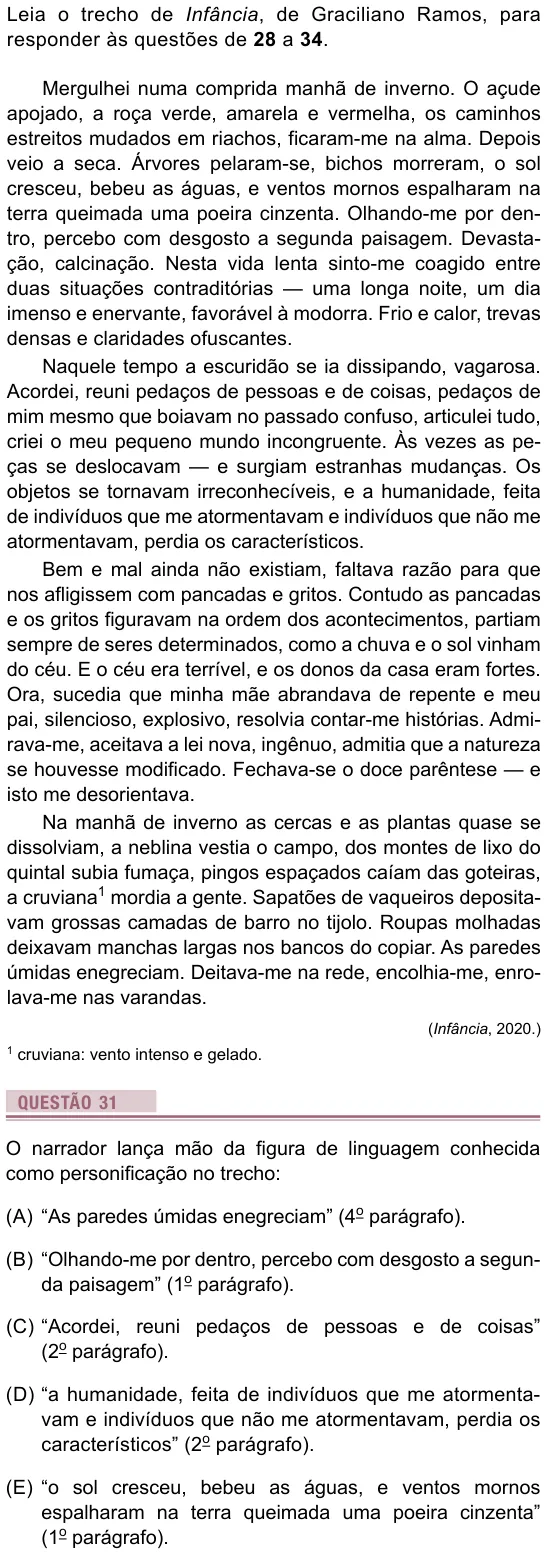 Leia o trecho de Infância, de Graciliano Ramos, para
responder às questões de 28 a 34.
Mergulhei numa comprida manhã de inverno. O açude
apojado, a roça verde, amarela e vermelha, os caminhos
estreitos mudados em riachos, ficaram-me na alma. Depois
veio a seca. Árvores pelaram-se, bichos morreram, o sol
cresceu, bebeu as águas, e ventos mornos espalharam na
terra queimada uma poeira cinzenta. Olhando-me por den-
tro, percebo com desgosto a segunda paisagem. Devasta-
ção, calcinação. Nesta vida lenta sinto-me coagido entre
duas situações contraditórias — uma longa noite, um dia
imenso e enervante, favorável à modorra. Frio e calor, trevas
densas e claridades ofuscantes.
Naquele tempo a escuridão se ia dissipando, vagarosa.
Acordei, reuni pedaços de pessoas e de coisas, pedaços de
mim mesmo que boiavam no passado confuso, articulei tudo,
criei o meu pequeno mundo incongruente. Às vezes as pe-
ças se deslocavam — e surgiam estranhas mudanças. Os
objetos se tornavam irreconhecíveis, e a humanidade, feita
de indivíduos que me atormentavam e indivíduos que não me
atormentavam, perdia os característicos.
Bem e mal ainda não existiam, faltava razão para que
nos afligissem com pancadas e gritos. Contudo as pancadas
e os gritos figuravam na ordem dos acontecimentos, partiam
sempre de seres determinados, como a chuva e o sol vinham
do céu. E o céu era terrível, e os donos da casa eram fortes.
Ora, sucedia que minha mãe abrandava de repente e meu
pai, silencioso, explosivo, resolvia contar-me histórias. Admi-
rava-me, aceitava a lei nova, ingênuo, admitia que a natureza
se houvesse modificado. Fechava-se o doce parêntese — e
isto me desorientava.
Na manhã de inverno as cercas e as plantas quase se
dissolviam, a neblina vestia o campo, dos montes de lixo do
quintal subia fumaça, pingos espaçados caíam das goteiras,
a cruviana¹ mordia a gente. Sapatões de vaqueiros deposita-
vam grossas camadas de barro no tijolo. Roupas molhadas
deixavam manchas largas nos bancos do copiar. As paredes
úmidas enegreciam. Deitava-me na rede, encolhia-me, enro-
lava-me nas varandas.
(Infância, 2020.)
¹ cruviana: vento intenso e gelado.
QUESTÃO 31
O narrador lança mão da figura de linguagem conhecida
como personificação no trecho:
(A) “As paredes úmidas enegreciam” (4º parágrafo).
(B) “Olhando-me por dentro, percebo com desgosto a segun-
da paisagem” (1º parágrafo).
(C) “Acordei, reuni pedaços de pessoas e de coisas”
(2º parágrafo).
(D) “a humanidade, feita de indivíduos que me atormenta-
vam e indivíduos que não me atormentavam, perdia os
característicos” (2º parágrafo).
(E) “o sol cresceu, bebeu as águas, e ventos mornos
espalharam na terra queimada uma poeira cinzenta”
(1º parágrafo).